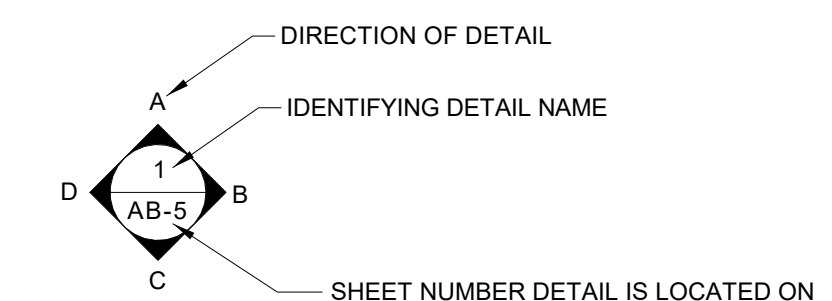 DIRECTION OF DETAIL
A
IDENTIFYING DETAIL NAME
1
D
B
AB-5
C
SHEET NUMBER DETAIL IS LOCATED ON